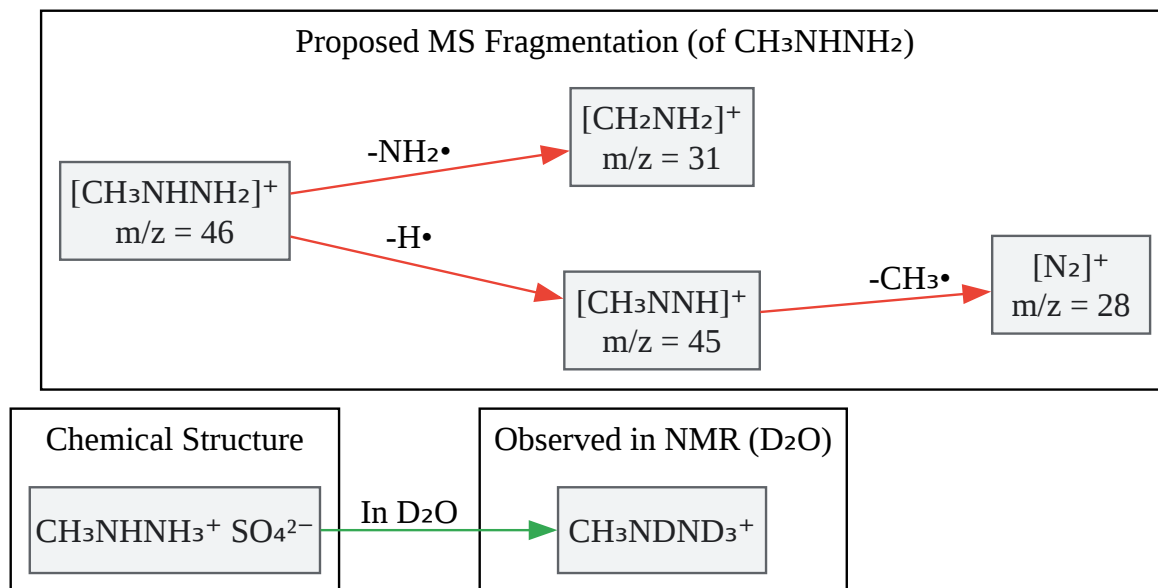 Proposed MS Fragmentation (of CH₃NHNH₂)
[CH₂NH₂]⁺
m/z = 31
-NH₂•
[CH₃NHNH₂]⁺
m/z = 46
-H•
[CH₃NNH]⁺
m/z = 45
-CH₃•
[N₂]⁺
m/z = 28
Chemical Structure
CH₃NHNH₃⁺ SO₄²⁻
In D₂O
Observed in NMR (D₂O)
CH₃NDND₃⁺